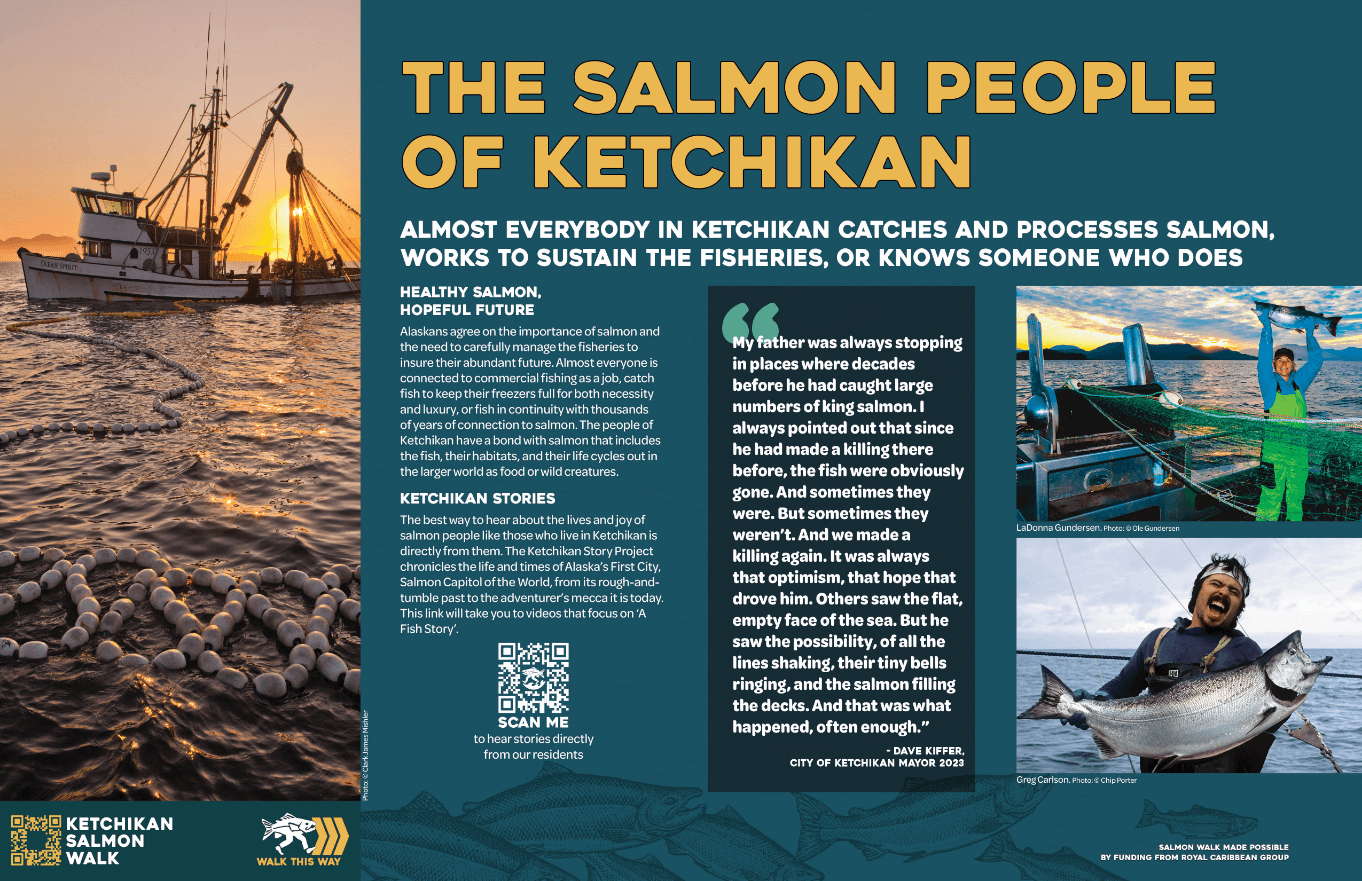 THE SALMON PEOPLE
OF KETCHIKAN
ALMOST EVERYBODY IN KETCHIKAN CATCHES AND PROCESSES SALMON,
WORKS TO SUSTAIN THE FISHERIES, OR KNOWS SOMEONE WHO DOES
HEALTHY SALMON,
HOPEFUL FUTURE
Alaskans agree on the importance of salmon and
the need to carefully manage the fisheries to
insure their abundant future. Almost everyone is
connected to commercial fishing as a job, catch
fish to keep their freezers full for both necessity
and luxury, or fish in continuity with thousands
of years of connection to salmon. The people of
Ketchikan have a bond with salmon that includes
the fish, their habitats, and their life cycles out in
the larger world as food or wild creatures.
KETCHIKAN STORIES
The best way to hear about the lives and joy of
salmon people like those who live in Ketchikan is
directly from them. The Ketchikan Story Project
chronicles the life and times of Alaska's First City,
Salmon Capitol of the World, from its rough-and-
tumble past to the adventurer's mecca it is today.
This link will take you to videos that focus on ‘A
Fish Story’.
SCAN ME
to hear stories directly
from our residents
“My father was always stopping
in places where decades
before he had caught large
numbers of king salmon. I
always pointed out that since
he had made a killing there
before, the fish were obviously
gone. And sometimes they
were. But sometimes they
weren't. And we made a
killing again. It was always
that optimism, that hope that
drove him. Others saw the flat,
empty face of the sea. But he
saw the possibility, of all the
lines shaking, their tiny bells
ringing, and the salmon filling
the decks. And that was what
happened, often enough.”
- DAVE KIFFER,
CITY OF KETCHIKAN MAYOR 2023
LaDonna Gundersen. Photo: © Ole Gundersen
Greg Carlson. Photo: © Chip Porter
OCEAN SPIRIT
1953
Photo: © Clark James Mishler
KETCHIKAN
SALMON
WALK
WALK THIS WAY
SALMON WALK MADE POSSIBLE
BY FUNDING FROM ROYAL CARIBBEAN GROUP